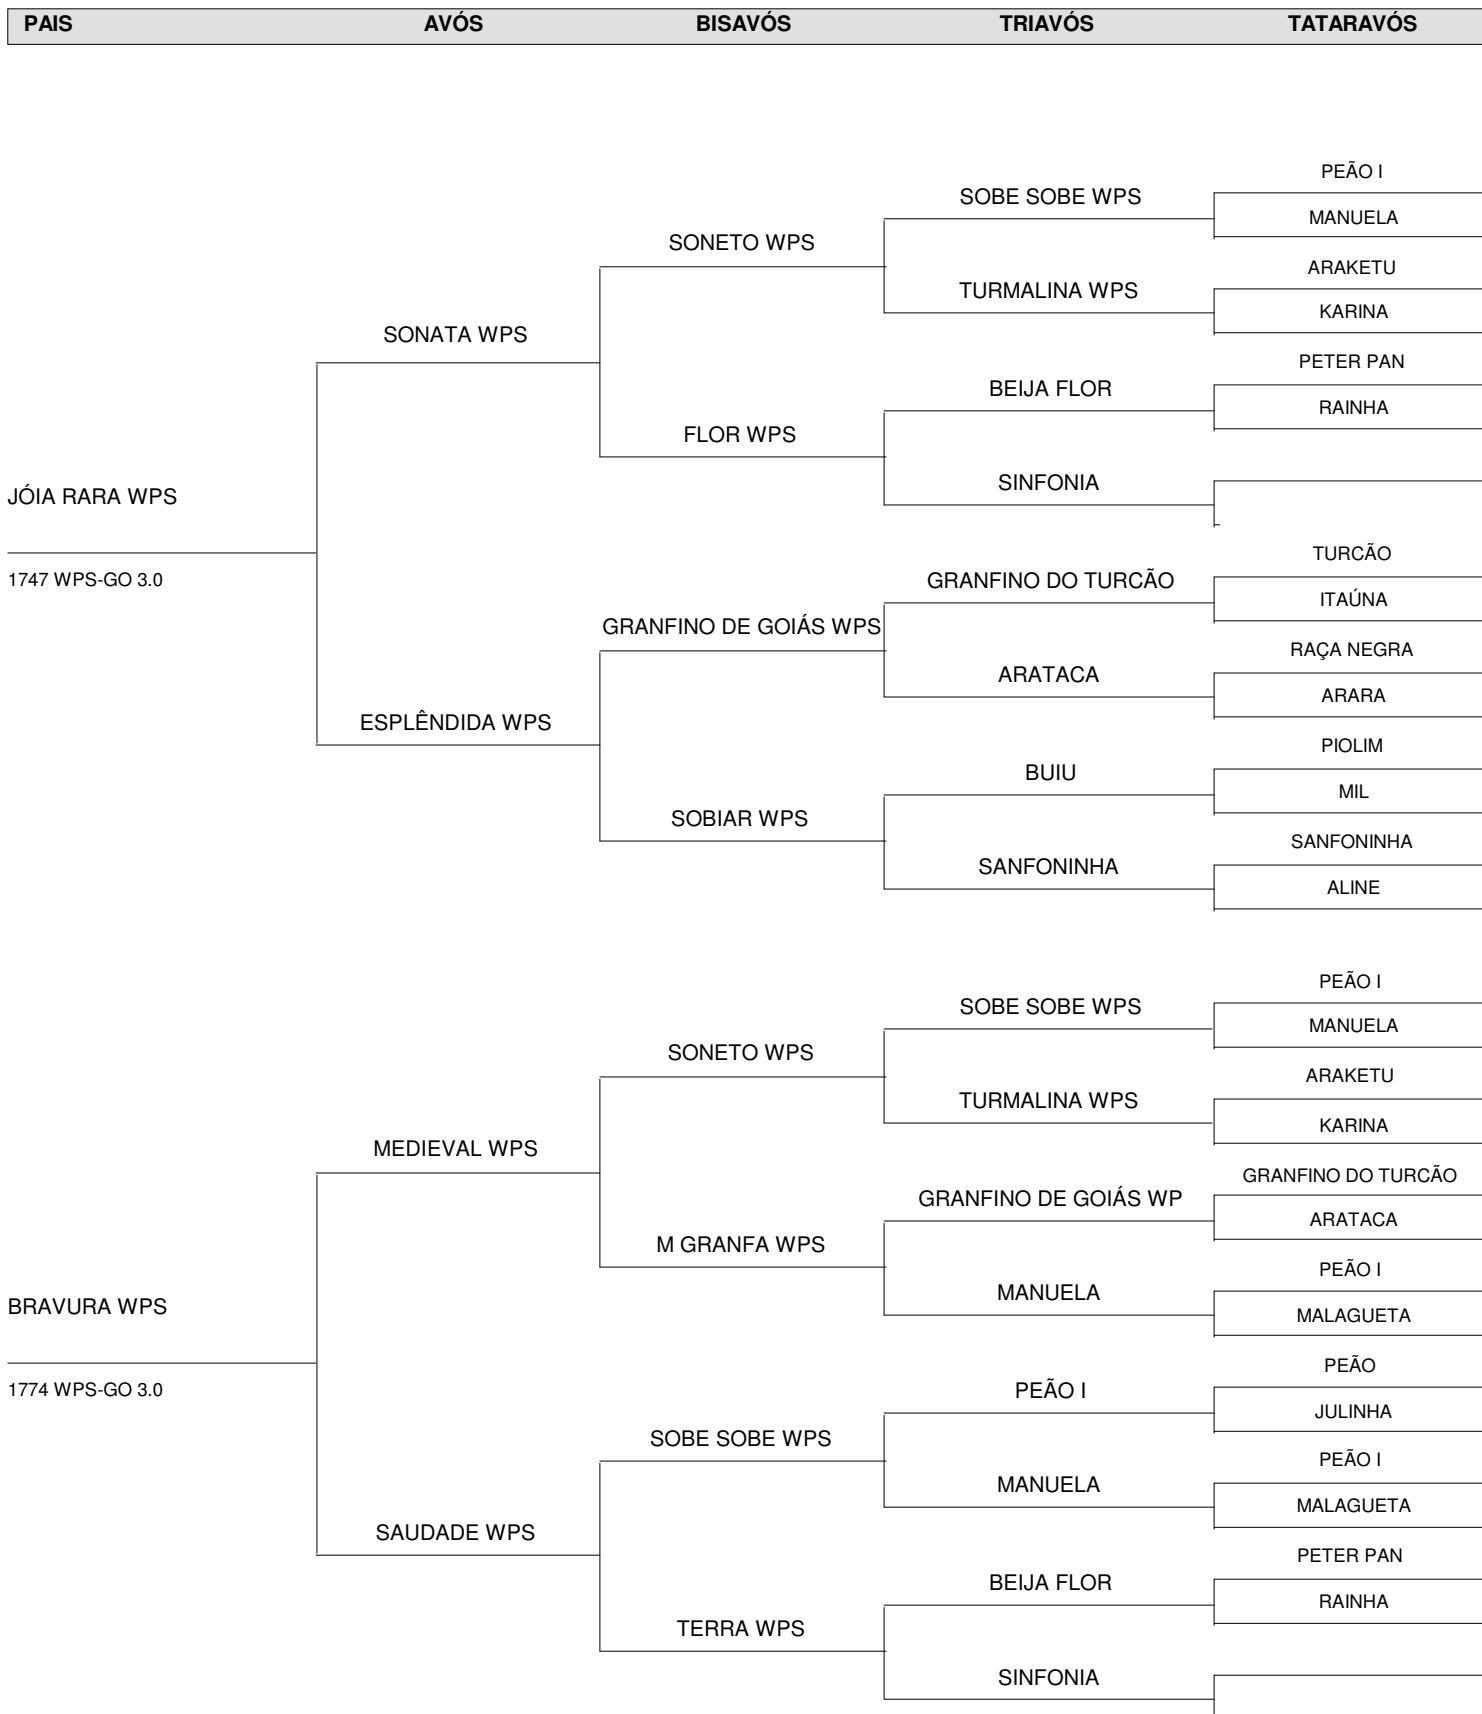 PAIS AVÓS BISAVÓS TRIAVÓS TATARAVÓS
PEÃO I
SOBE SOBE WPS
MANUELA
SONETO WPS
ARAKETU
TURMALINA WPS
KARINA
SONATA WPS
PETER PAN
BEIJA FLOR
RAINHA
FLOR WPS
SINFONIA
JÓIA RARA WPS
TURCÃO
1747 WPS-GO 3.0
GRANFINO DO TURCÃO
ITAÚNA
GRANFINO DE GOIÁS WPS
RAÇA NEGRA
ARATACA
ARARA
ESPLÊNDIDA WPS
PIOLIM
BUIU
MIL
SOBIAR WPS
SANFONINHA
SANFONINHA
ALINE
PEÃO I
SOBE SOBE WPS
MANUELA
SONETO WPS
ARAKETU
TURMALINA WPS
KARINA
MEDIEVAL WPS
GRANFINO DO TURCÃO
GRANFINO DE GOIÁS WP
ARATACA
M GRANFA WPS
PEÃO I
MANUELA
BRAVURA WPS
MALAGUETA
PEÃO
1774 WPS-GO 3.0
PEÃO I
JULINHA
SOBE SOBE WPS
PEÃO I
MANUELA
MALAGUETA
SAUDADE WPS
PETER PAN
BEIJA FLOR
RAINHA
TERRA WPS
SINFONIA